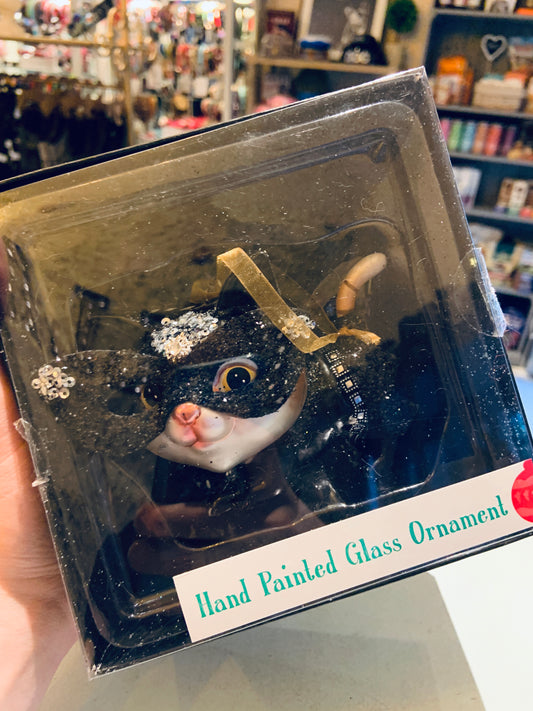 Hand Painted Glass Ornament